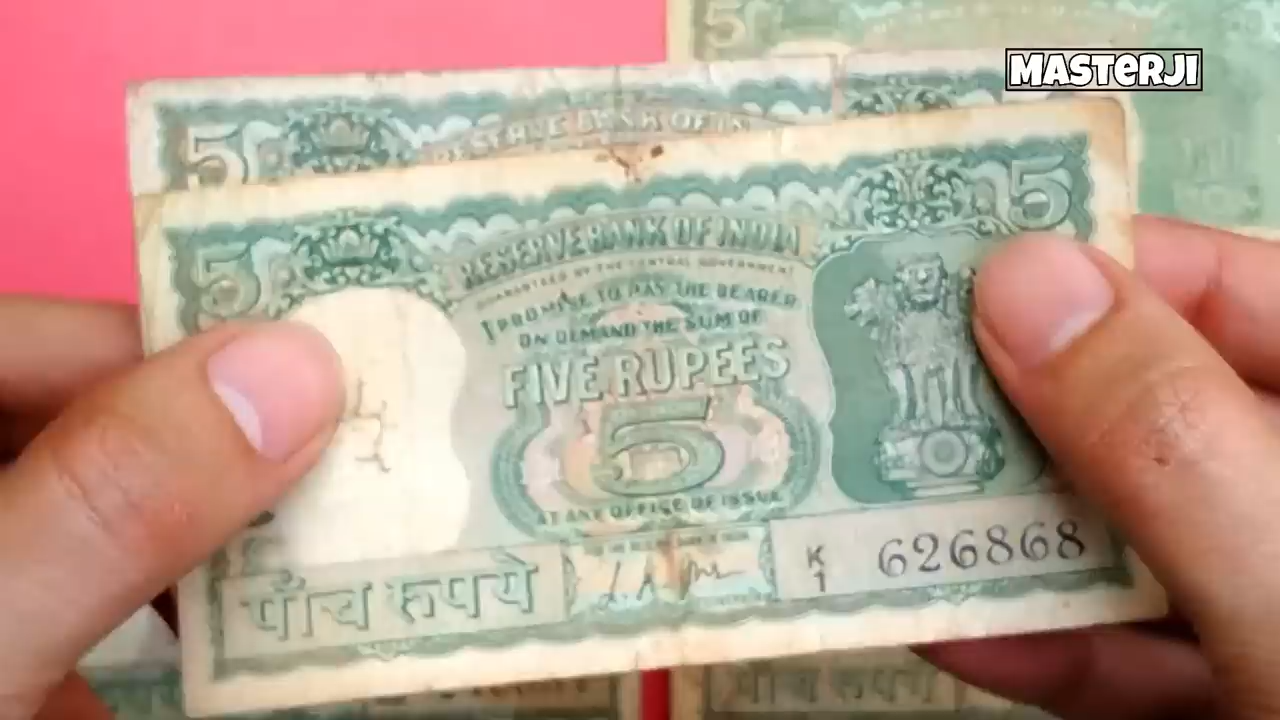 MASTERJI
5
5
RESERVE BANK OF IN
5
5
RESERVE BANK OF INDIA
GUARANTEED BY THE CENTRAL GOVERNMENT
I PROMISE TO PAY THE BEARER
ON DEMAND THE SUM OF
FIVE RUPEES
5
AT ANY OFFICE OF ISSUE
K
1
626868
पाँच रूपये